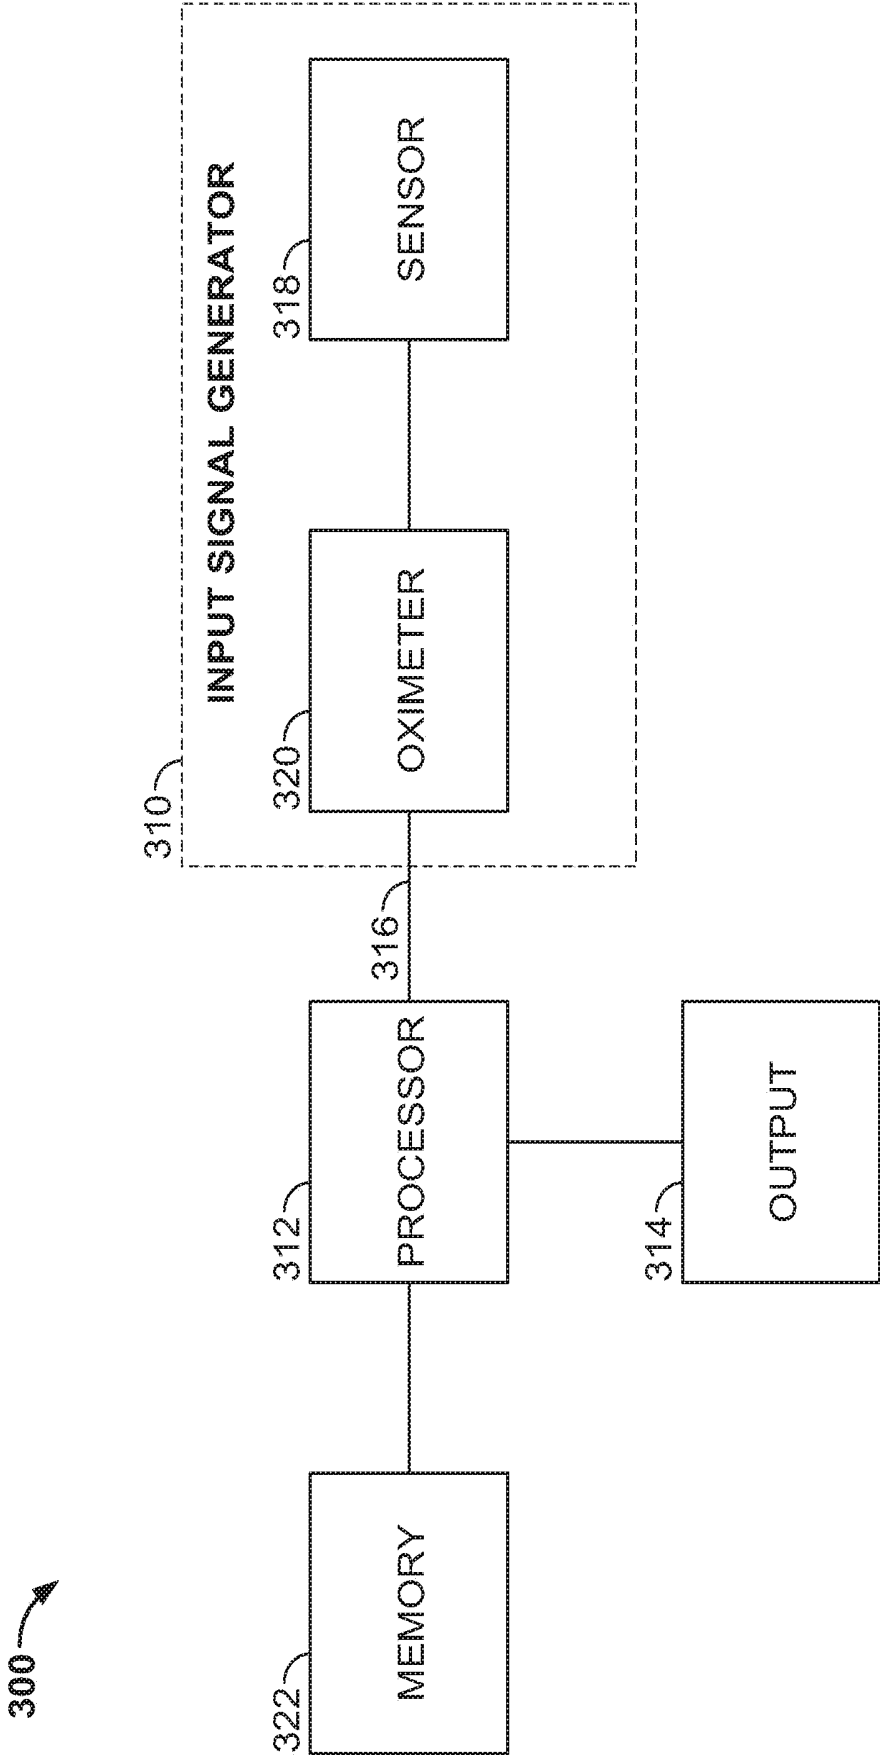 300
310
INPUT SIGNAL GENERATOR
322
MEMORY
312
PROCESSOR
316
320
OXIMETER
318
SENSOR
314
OUTPUT